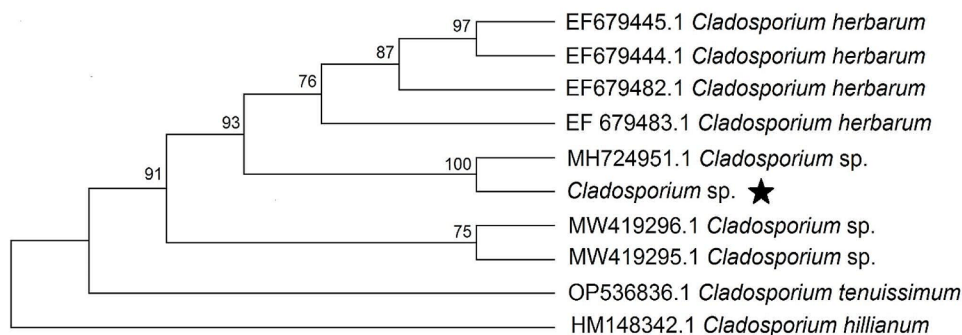 97
EF679445.1 Cladosporium herbarum
87
EF679444.1 Cladosporium herbarum
76
EF679482.1 Cladosporium herbarum
93
EF 679483.1 Cladosporium herbarum
91
100
MH724951.1 Cladosporium sp.
Cladosporium sp. ★
75
MW419296.1 Cladosporium sp.
MW419295.1 Cladosporium sp.
OP536836.1 Cladosporium tenuissimum
HM148342.1 Cladosporium hillianum